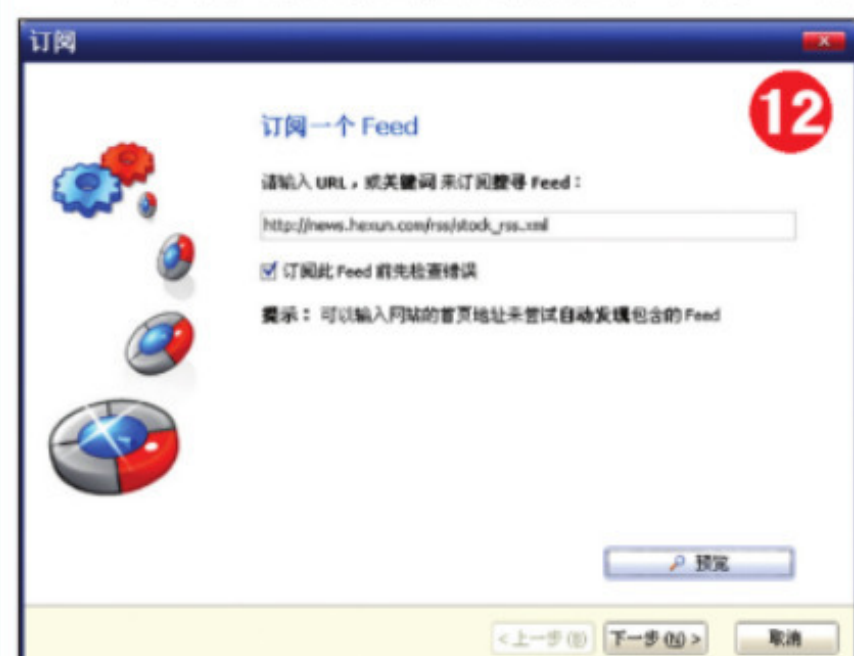 订阅
12
订阅一个 Feed
请输入 URL，或关键词 来订阅搜寻 Feed：
http://news.hexun.com/rss/stock_rss.xml
订阅此 Feed 前先检查错误
提示： 可以输入网站的首页地址来尝试自动发现包含的 Feed
预览
<上一步(B) 下一步(N)> 取消